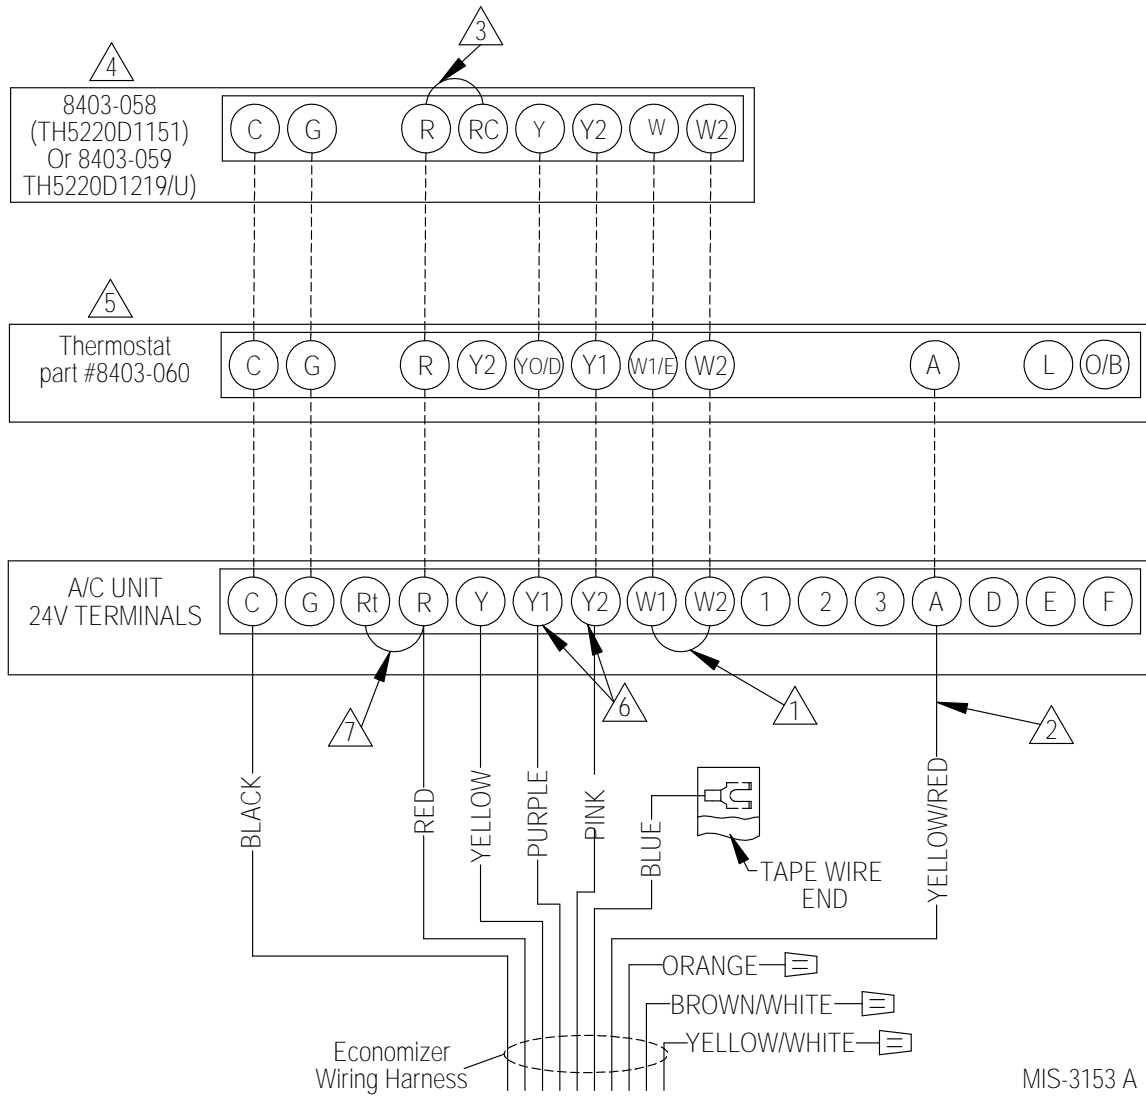 3
4
8403-058
(TH5220D1151)
Or 8403-059
TH5220D1219/U)
C G R RC Y Y2 W W2
5
Thermostat
part #8403-060
C G R Y2 YO/D Y1 W1/E W2 A L O/B
A/C UNIT
24V TERMINALS
C G Rt R Y Y1 Y2 W1 W2 1 2 3 A D E F
7
6
1
2
BLACK
RED
YELLOW
PURPLE
PINK
BLUE
YELLOW/RED
TAPE WIRE
END
ORANGE
BROWN/WHITE
YELLOW/WHITE
Economizer
Wiring Harness
MIS-3153 A